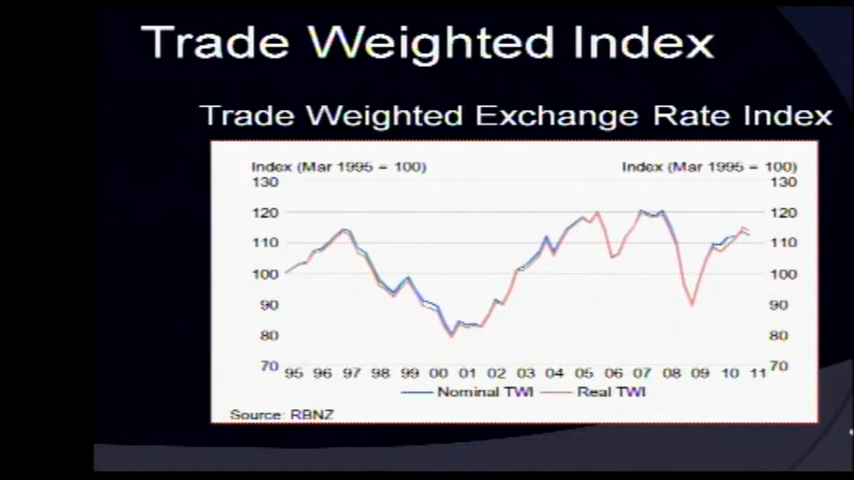 Trade Weighted Index
Trade Weighted Exchange Rate Index
Index (Mar 1995 = 100) Index (Mar 1995 = 100)
130 130
120 120
110 110
100 100
90 90
80 80
70 70
95 96 97 98 99 00 01 02 03 04 05 06 07 08 09 10 11
Nominal TWI Real TWI
Source: RBNZ